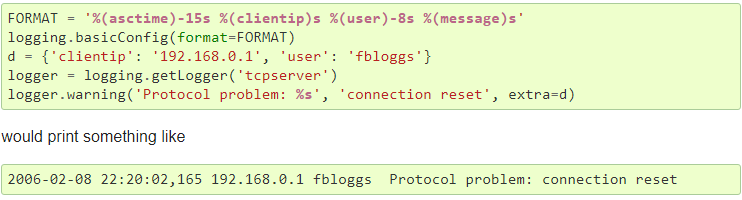 FORMAT = '%(asctime)-15s %(clientip)s %(user)-8s %(message)s'
logging.basicConfig(format=FORMAT)
d = {'clientip': '192.168.0.1', 'user': 'fbloggs'}
logger = logging.getLogger('tcpserver')
logger.warning('Protocol problem: %s', 'connection reset', extra=d)
would print something like
2006-02-08 22:20:02,165 192.168.0.1 fbloggs  Protocol problem: connection reset